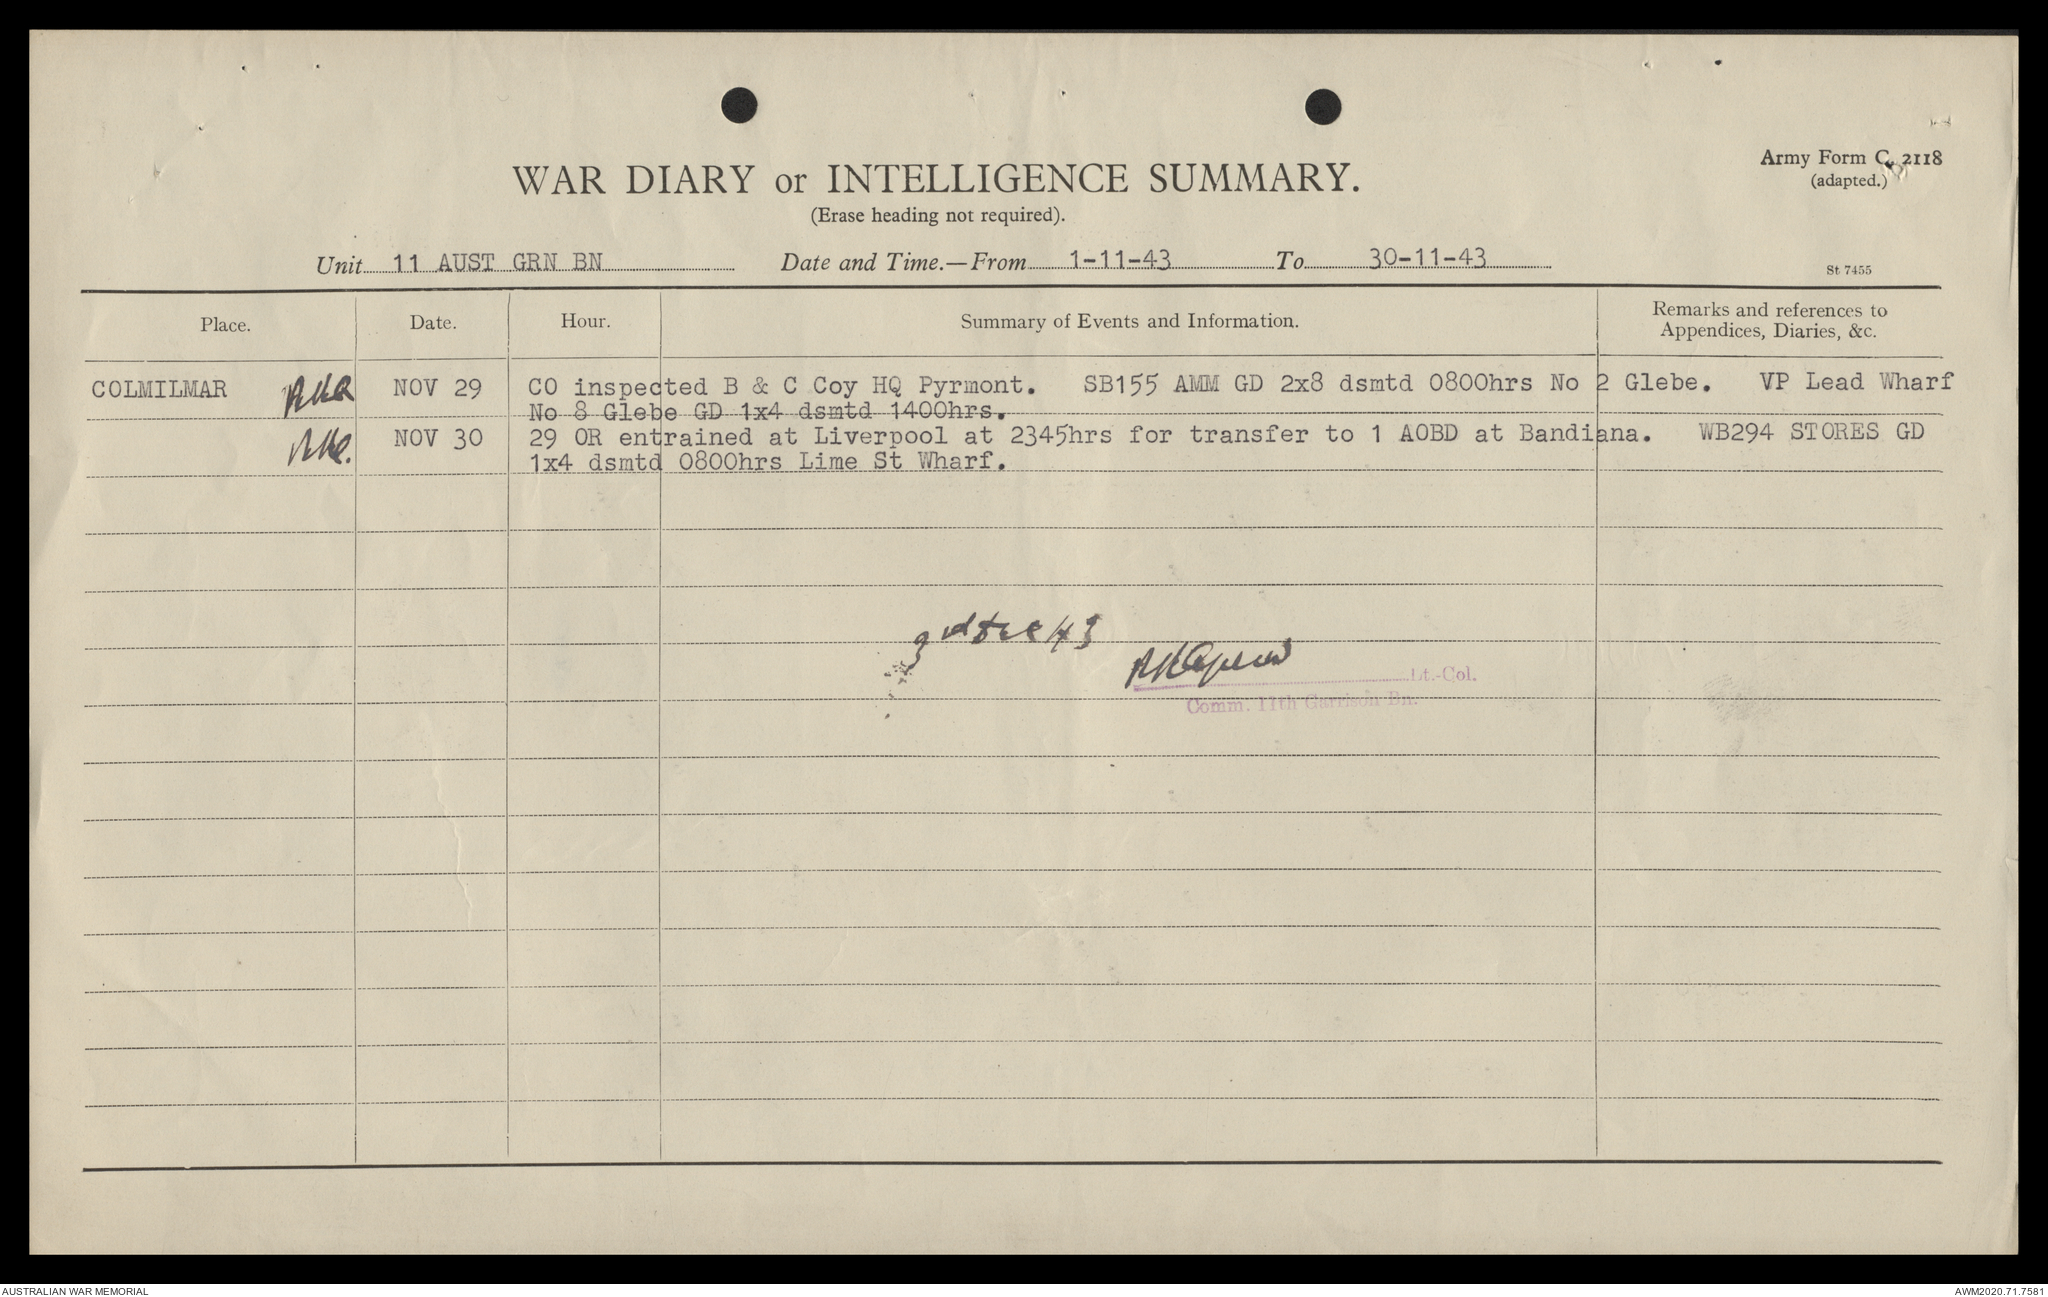 WAR DIARY or INTELLIGENCE SUMMARY.
(Erase heading not required).
Army Form C. 2118
(adapted.)
Unit 11 AUST GRN BN Date and Time.—From 1-11-43 To 30-11-43
St 7455
Place. Date. Hour. Summary of Events and Information. Remarks and references to
Appendices, Diaries, &c.
COLMILMAR NOV 29 CO inspected B & C Coy HQ Pyrmont. SB155 AMM GD 2x8 dsmtd 0800hrs No 2 Glebe. VP Lead Wharf
No 8 Glebe GD 1x4 dsmtd 1400hrs.
NOV 30 29 OR entrained at Liverpool at 2345hrs for transfer to 1 AOBD at Bandiana. WB294 STORES GD
1x4 dsmtd 0800hrs Lime St Wharf.
3rd Dec 43
Lt.-Col.
Comm. 11th Garrison Bn.
AUSTRALIAN WAR MEMORIAL AWM2020.71.7581